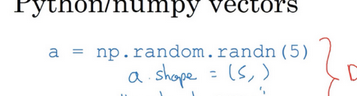 Python/numpy vectors
a = np.random.randn(5)
a.shape = (5,)